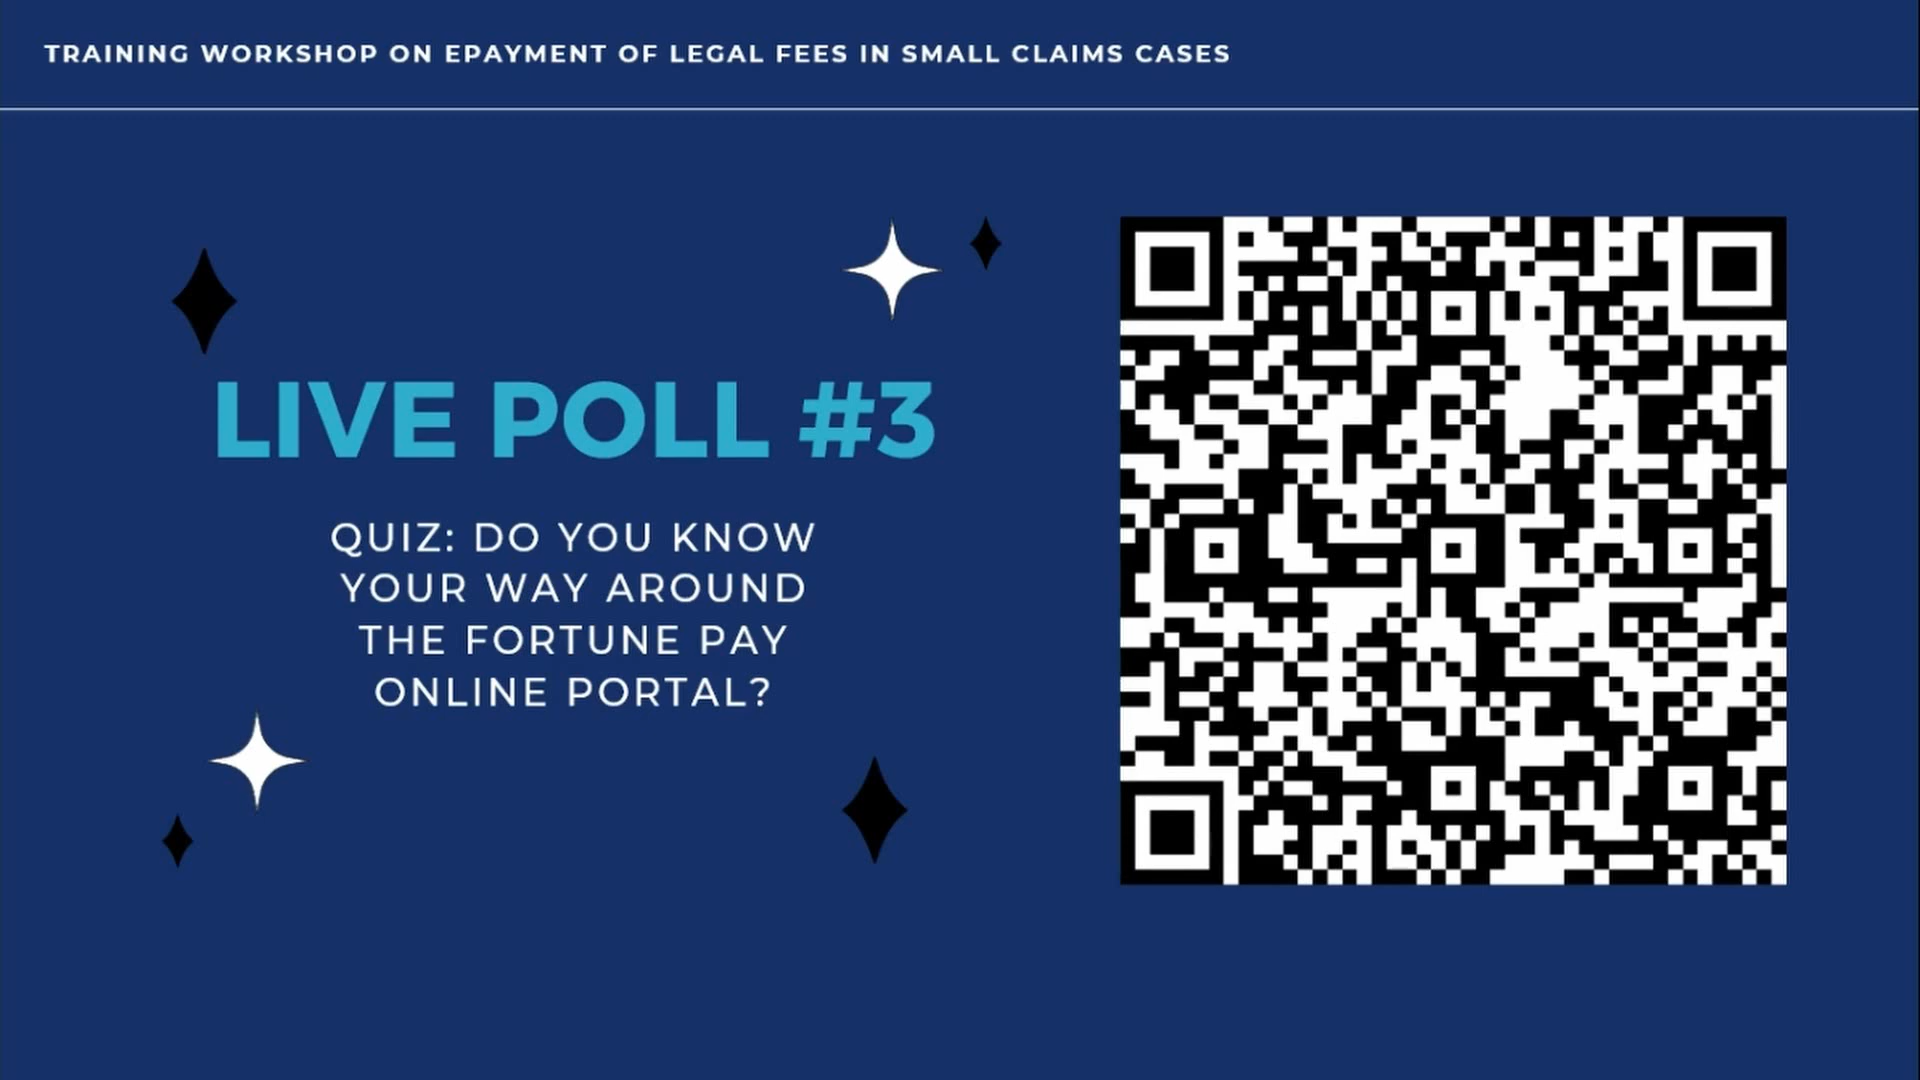 TRAINING WORKSHOP ON EPAYMENT OF LEGAL FEES IN SMALL CLAIMS CASES
LIVE POLL #3
QUIZ: DO YOU KNOW
YOUR WAY AROUND
THE FORTUNE PAY
ONLINE PORTAL?